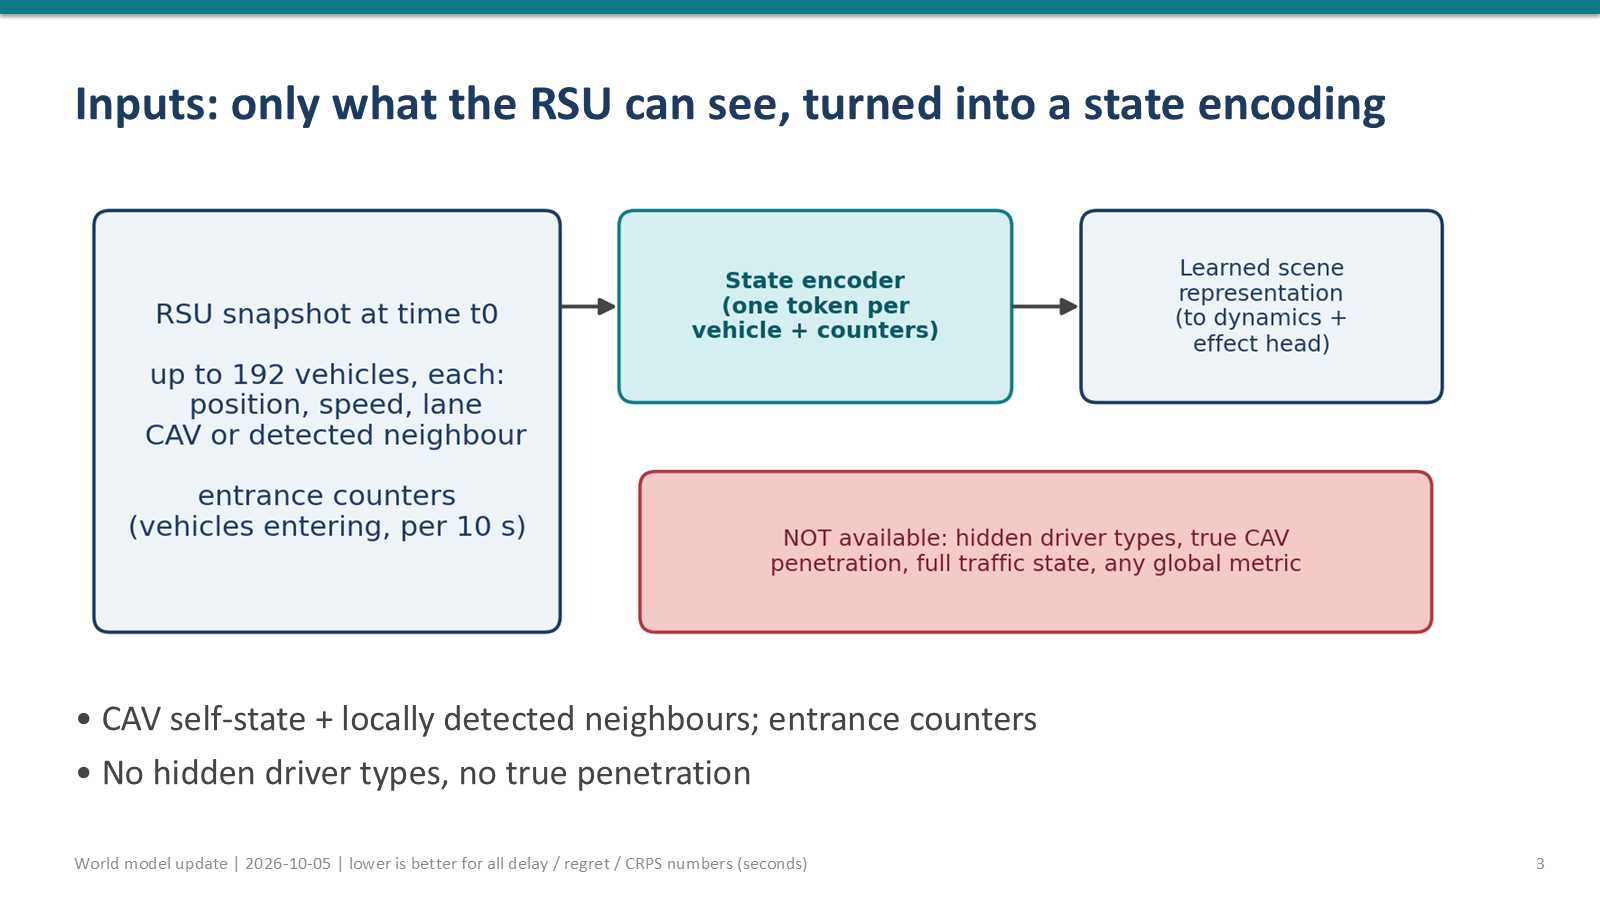 Inputs: only what the RSU can see, turned into a state encoding
RSU snapshot at time t0
up to 192 vehicles, each:
position, speed, lane
CAV or detected neighbour
entrance counters
(vehicles entering, per 10 s)
State encoder
(one token per
vehicle + counters)
Learned scene
representation
(to dynamics +
effect head)
NOT available: hidden driver types, true CAV
penetration, full traffic state, any global metric
• CAV self-state + locally detected neighbours; entrance counters
• No hidden driver types, no true penetration
World model update | 2026-10-05 | lower is better for all delay / regret / CRPS numbers (seconds)
3